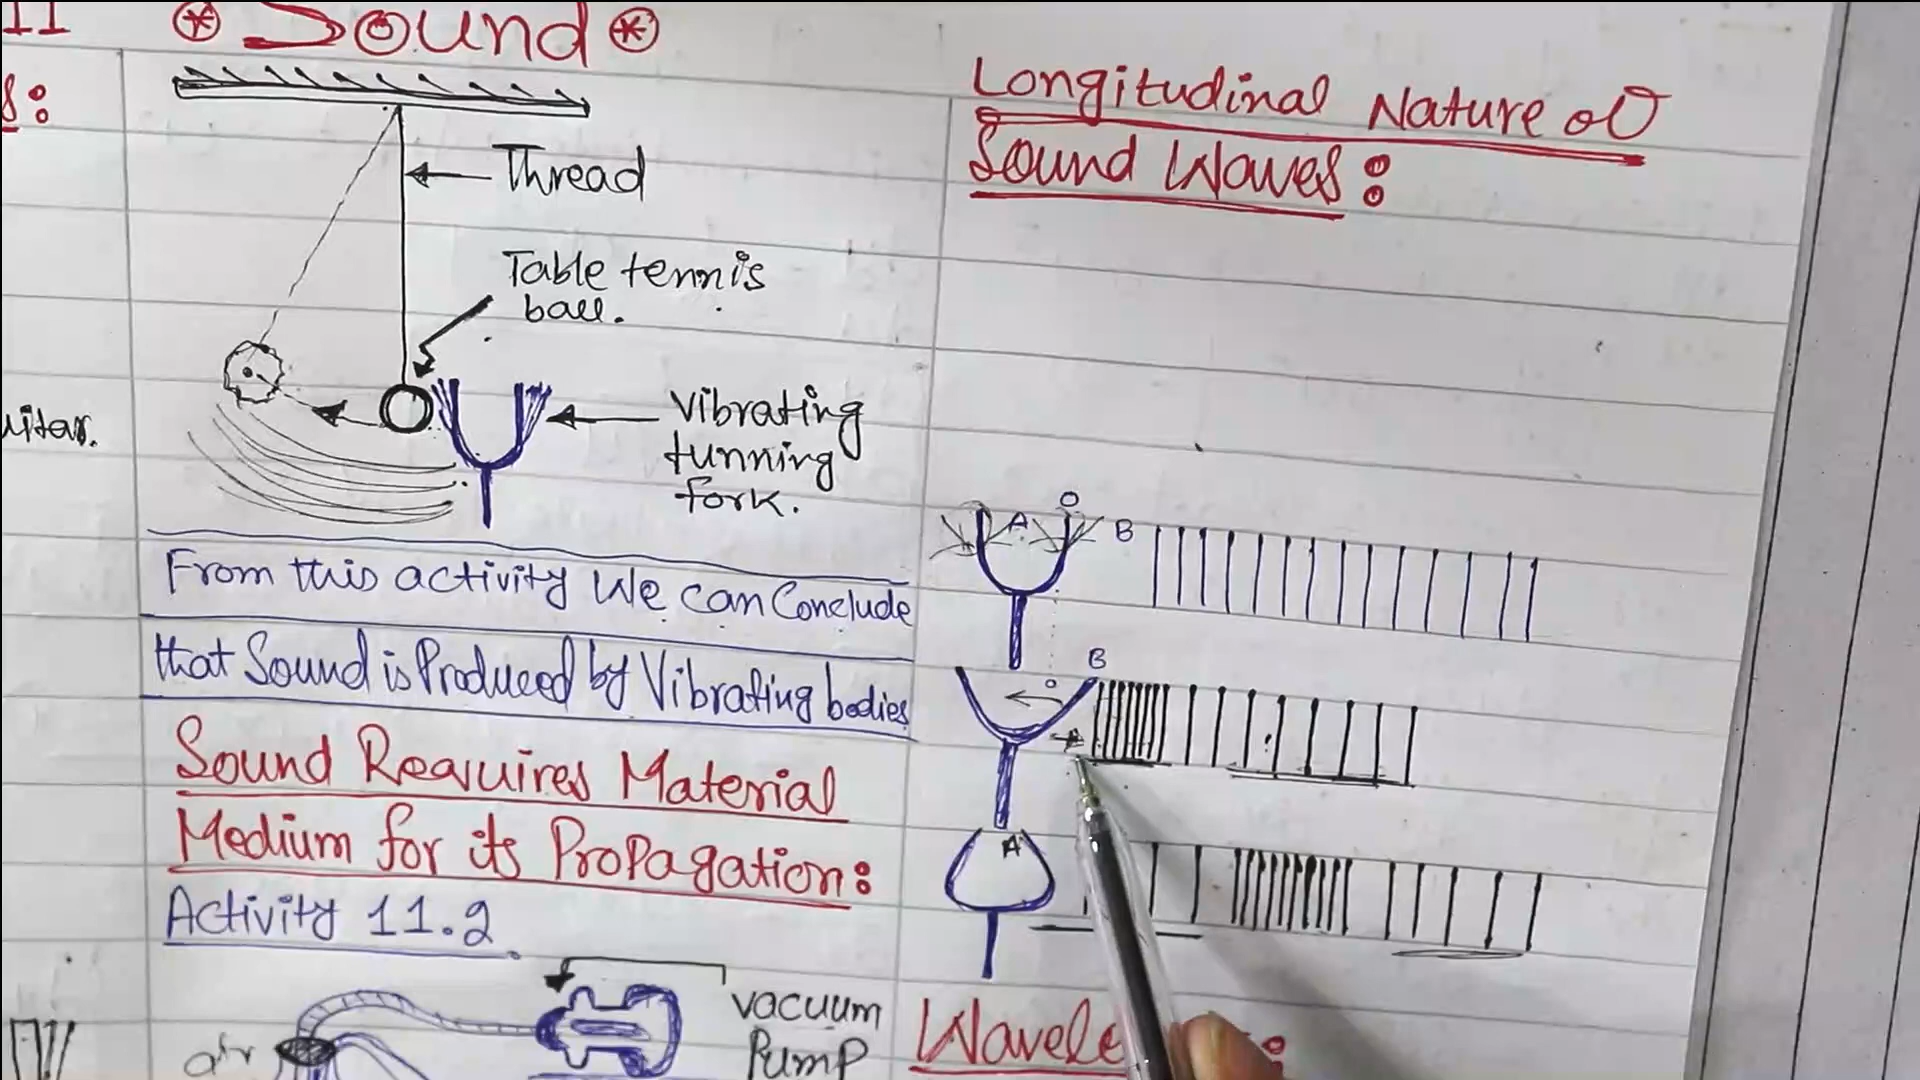 11
Sound
Thread
Table tennis
ball.
Vibrating
tunning
fork.
From this activity We can Conclude
that Sound is Produced by Vibrating bodies
Sound Requires Material
Medium for its Propagation:
Activity 11.2
air
vacuum
Pump
Longitudinal Nature of
Sound Waves:
O
A
B
B
o
A